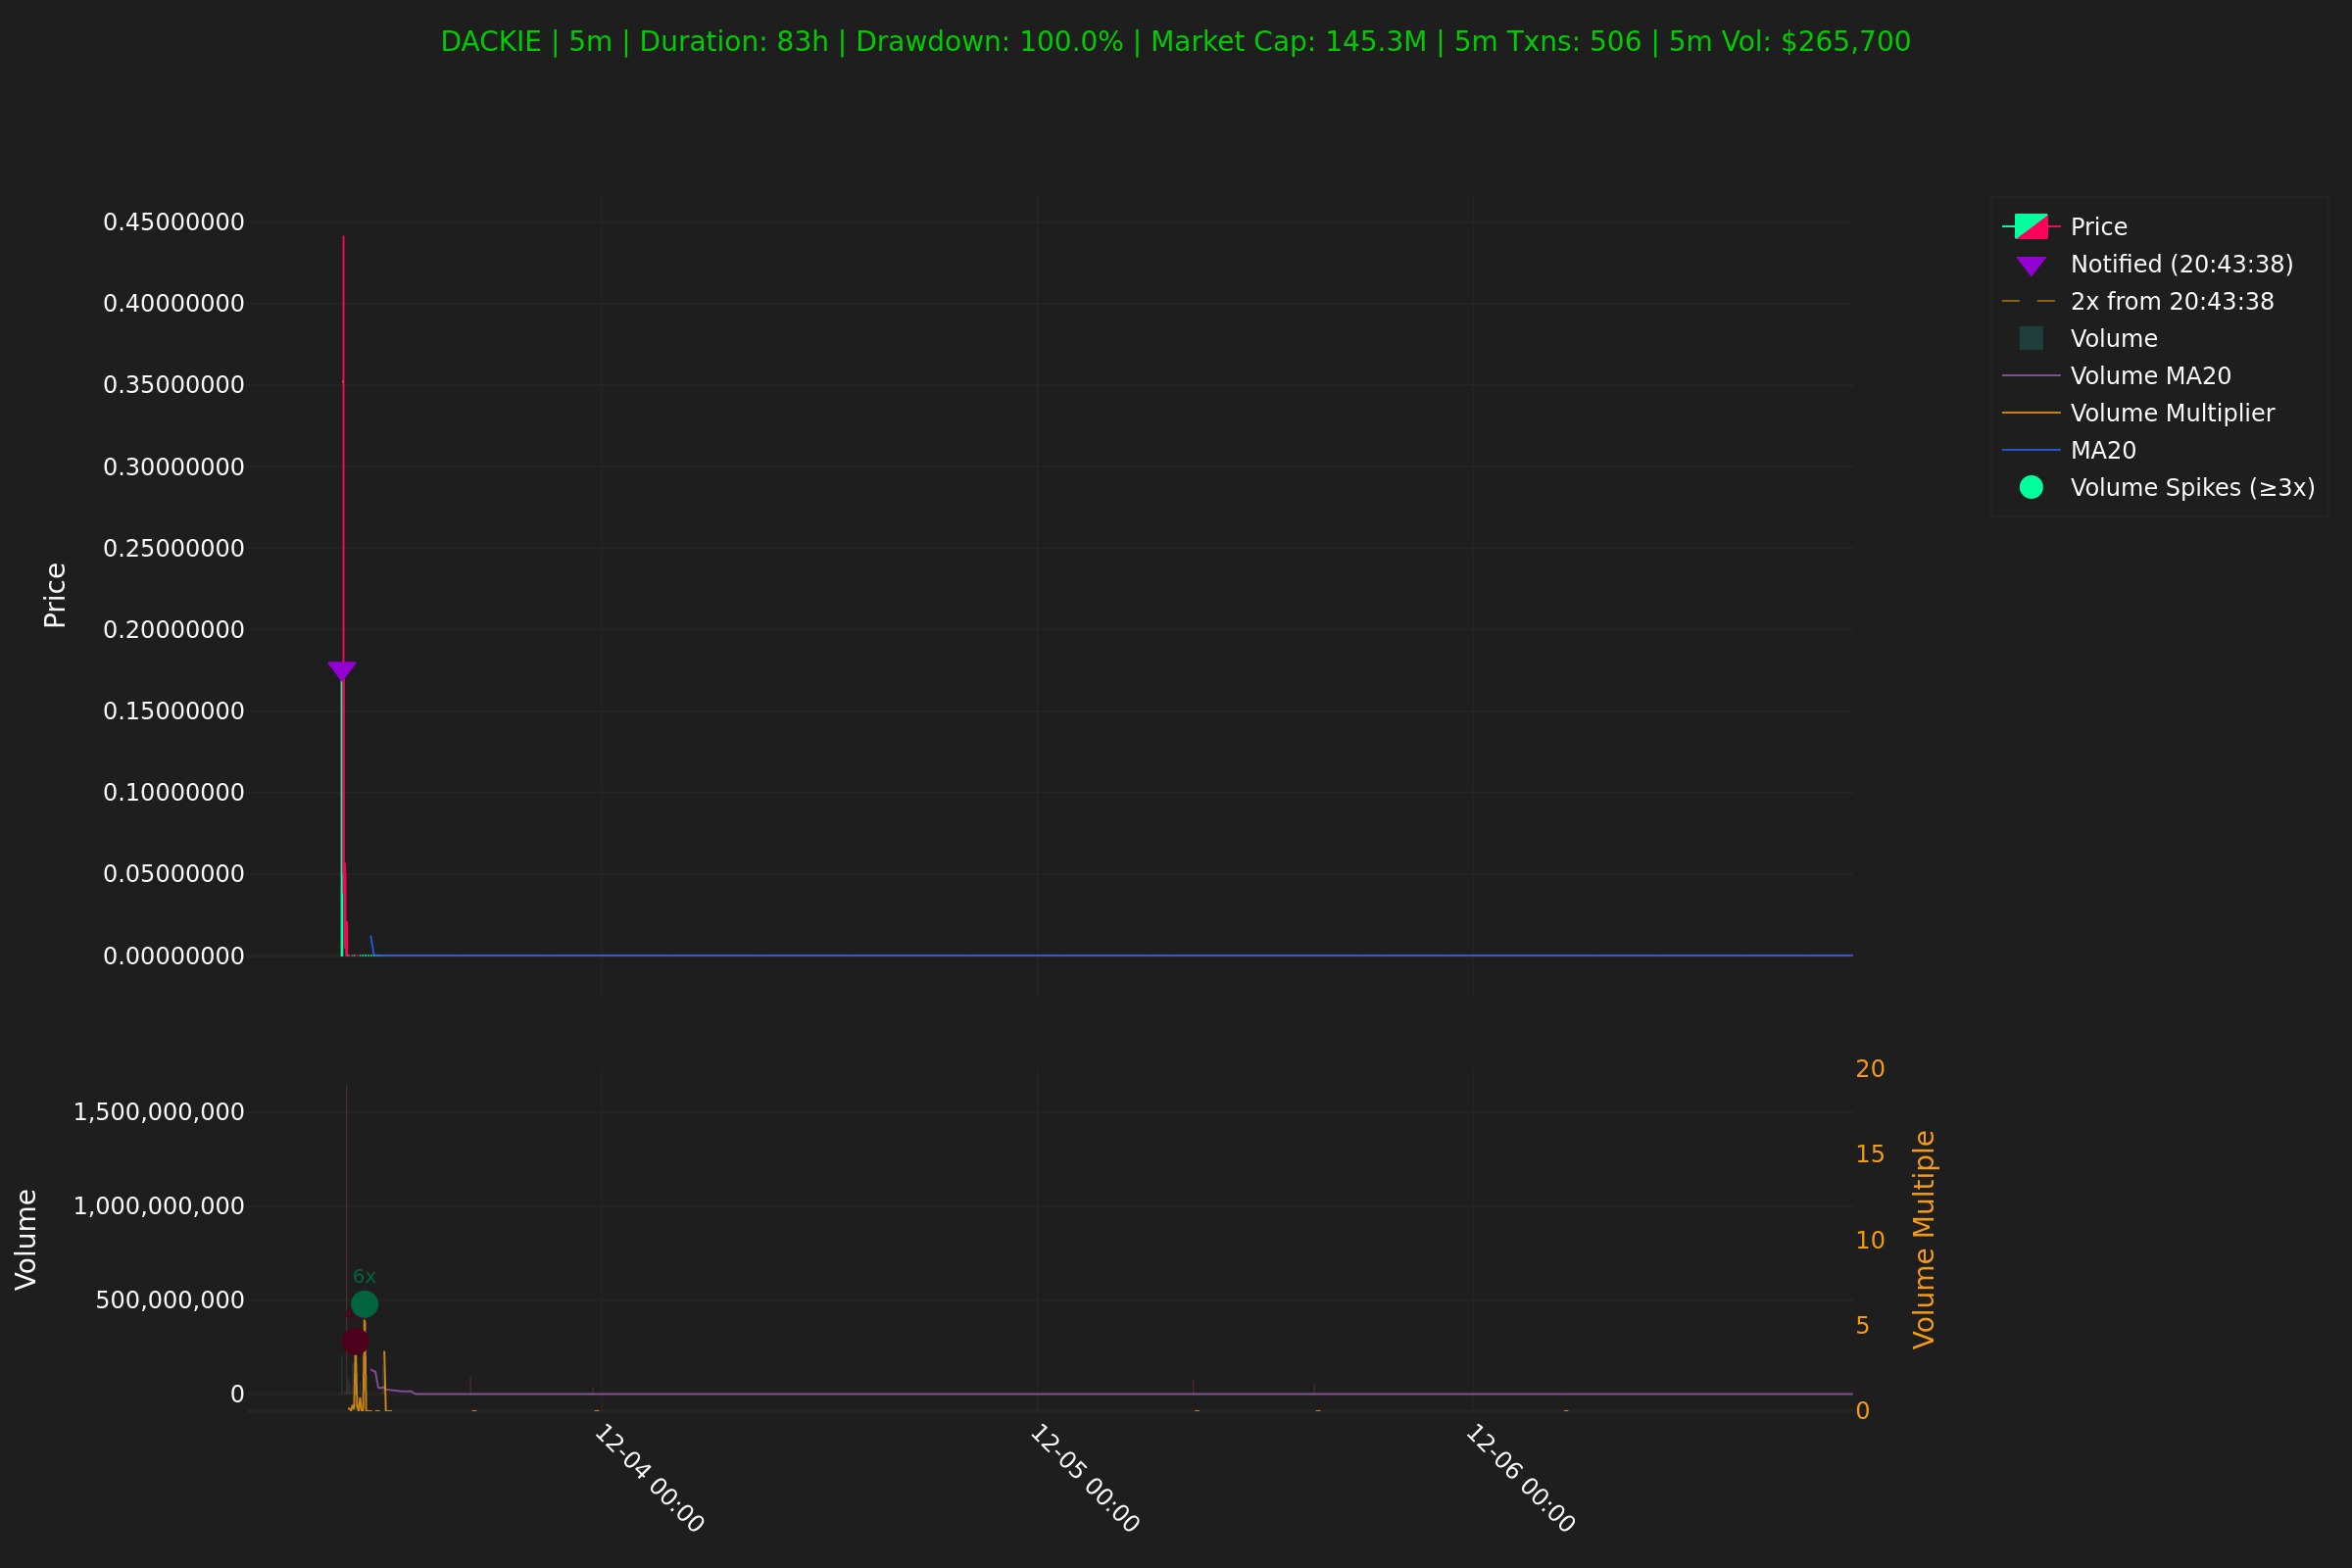 DACKIE | 5m | Duration: 83h | Drawdown: 100.0% | Market Cap: 145.3M | 5m Txns: 506 | 5m Vol: $265,700
Price
0.45000000
0.40000000
0.35000000
0.30000000
0.25000000
0.20000000
0.15000000
0.10000000
0.05000000
0.00000000
Price
Notified (20:43:38)
2x from 20:43:38
Volume
Volume MA20
Volume Multiplier
MA20
Volume Spikes (≥3x)
Volume
1,500,000,000
1,000,000,000
500,000,000
0
6x
20
15
10
5
0
Volume Multiple
12-04 00:00
12-05 00:00
12-06 00:00